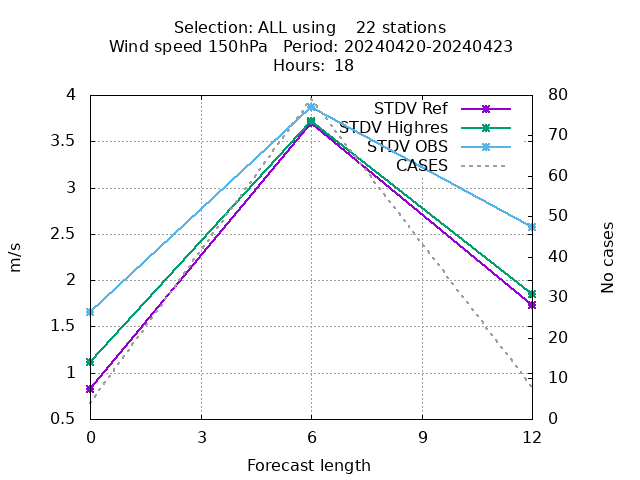 Selection: ALL using    22 stations
Wind speed 150hPa   Period: 20240420-20240423
Hours:  18
4
3.5
3
2.5
2
1.5
1
0.5
80
70
60
50
40
30
20
10
0
STDV Ref
STDV Highres
STDV OBS
CASES
m/s
No cases
0 3 6 9 12
Forecast length